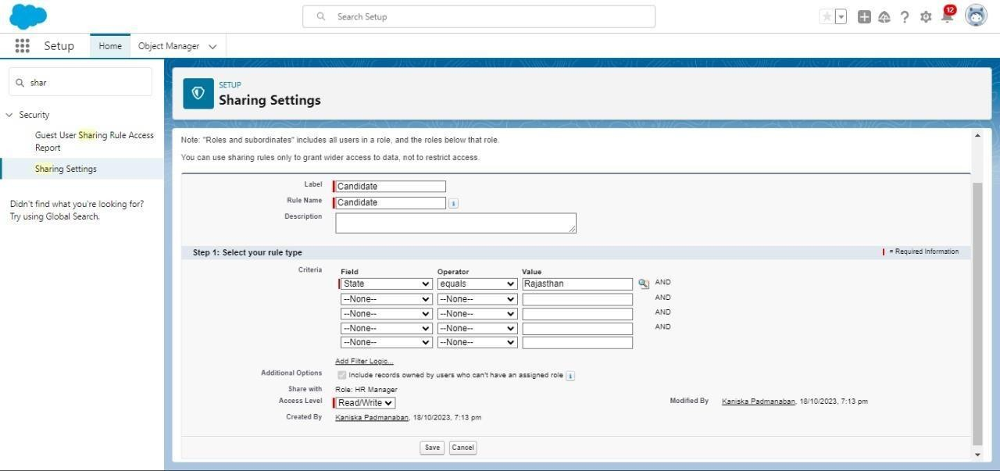 Search Setup
12
Setup
Home
Object Manager
shar
Security
Guest User Sharing Rule Access
Report
Sharing Settings
Didn't find what you're looking for?
Try using Global Search.
SETUP
Sharing Settings
Note: "Roles and subordinates" includes all users in a role, and the roles below that role.
You can use sharing rules only to grant wider access to data, not to restrict access.
Label Candidate
Rule Name Candidate i
Description
Step 1: Select your rule type = Required Information
Criteria Field Operator Value
State equals Rajasthan AND
--None-- --None-- AND
--None-- --None-- AND
--None-- --None-- AND
--None-- --None--
Add Filter Logic...
Additional Options Include records owned by users who can't have an assigned role i
Share with Role: HR Manager
Access Level Read/Write Modified By Kaniska Padmanaban, 18/10/2023, 7:13 pm
Created By Kaniska Padmanaban, 18/10/2023, 7:13 pm
Save Cancel